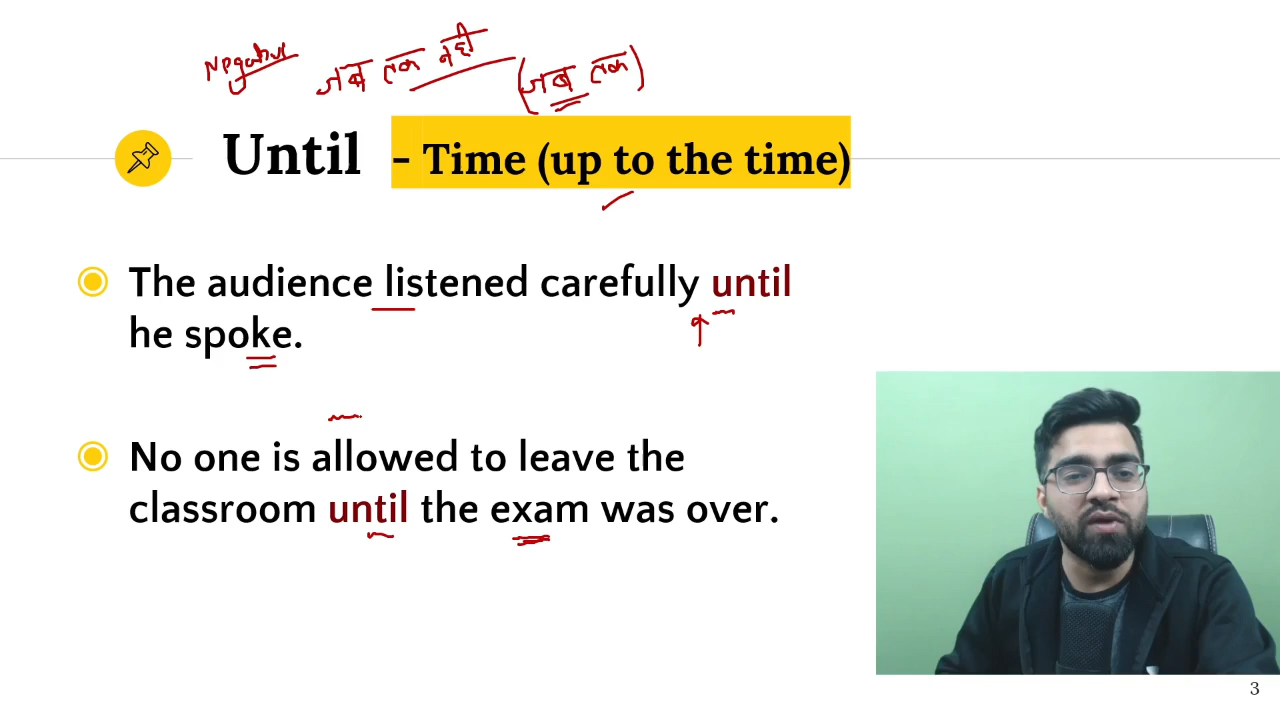 Negative जब तक नही (जब तक)
Until - Time (up to the time)
The audience listened carefully until
he spoke.
No one is allowed to leave the
classroom until the exam was over.
3